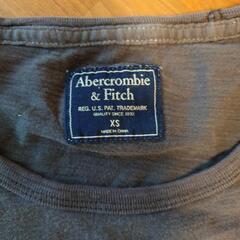 Abercrombie
& Fitch
REG. U.S. PAT. TRADEMARK
QUALITY SINCE 1892
XS
MADE IN CHINA